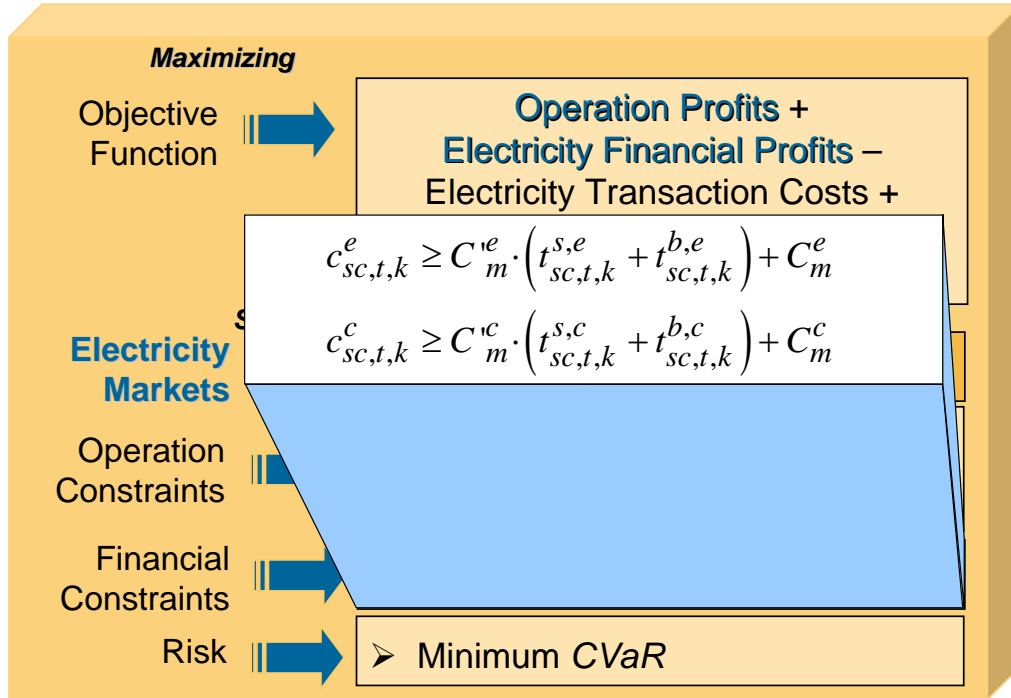 Maximizing
Objective
Function
Operation Profits +
Electricity Financial Profits –
Electricity Transaction Costs +
c^e_{sc,t,k} ≥ C'^e_m · (t^{s,e}_{sc,t,k} + t^{b,e}_{sc,t,k}) + C^e_m
c^c_{sc,t,k} ≥ C'^c_m · (t^{s,c}_{sc,t,k} + t^{b,c}_{sc,t,k}) + C^c_m
Electricity
Markets
Operation
Constraints
Financial
Constraints
Risk
➢ Minimum CVaR